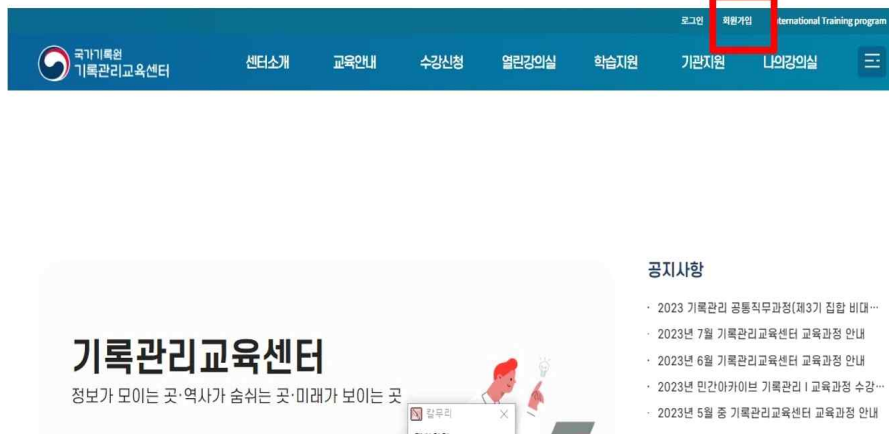 로그인 회원가입 International Training program
국가기록원
기록관리교육센터
센터소개 교육안내 수강신청 열린강의실 학습지원 기관지원 나의강의실
공지사항
· 2023 기록관리 공통직무과정(제3기 집합 비대…
· 2023년 7월 기록관리교육센터 교육과정 안내
· 2023년 6월 기록관리교육센터 교육과정 안내
· 2023년 민간아카이브 기록관리 I 교육과정 수강…
· 2023년 5월 중 기록관리교육센터 교육과정 안내
기록관리교육센터
정보가 모이는 곳·역사가 숨쉬는 곳·미래가 보이는 곳
칼무리